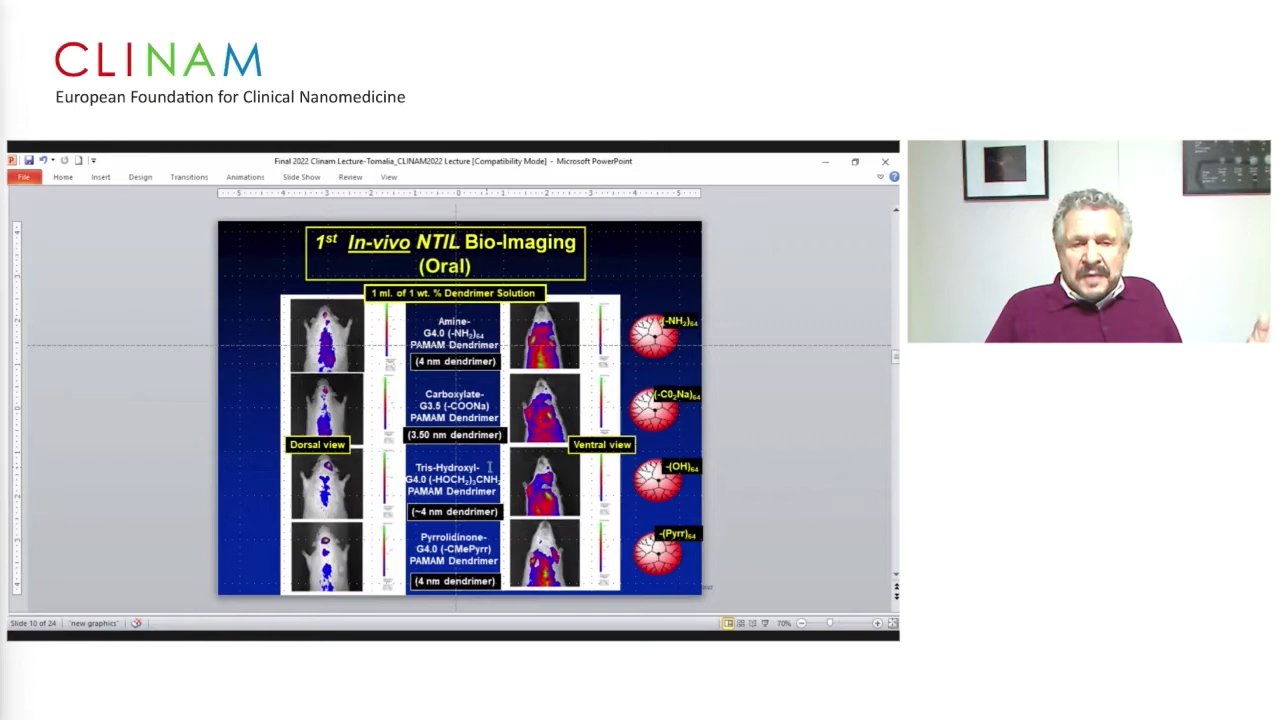 CLINAM
European Foundation for Clinical Nanomedicine
Final 2022 Clinam Lecture-Tomalia_CLINAM2022 Lecture [Compatibility Mode] - Microsoft PowerPoint
File Home Insert Design Transitions Animations Slide Show Review View
1st In-vivo NTIL Bio-Imaging
(Oral)
1 ml. of 1 wt. % Dendrimer Solution
Amine-
G4.0 (-NH2)64
PAMAM Dendrimer
(4 nm dendrimer)
(-NH2)64
Carboxylate-
G3.5 (-COONa)
PAMAM Dendrimer
(3.50 nm dendrimer)
(-C02Na)64
Dorsal view
Ventral view
Tris-Hydroxyl-
G4.0 (-HOCH2)3CNH2
PAMAM Dendrimer
(~4 nm dendrimer)
-(OH)64
Pyrrolidinone-
G4.0 (-CMePyrr)
PAMAM Dendrimer
(4 nm dendrimer)
-(Pyrr)64
Slide 10 of 24 "new graphics" 70%